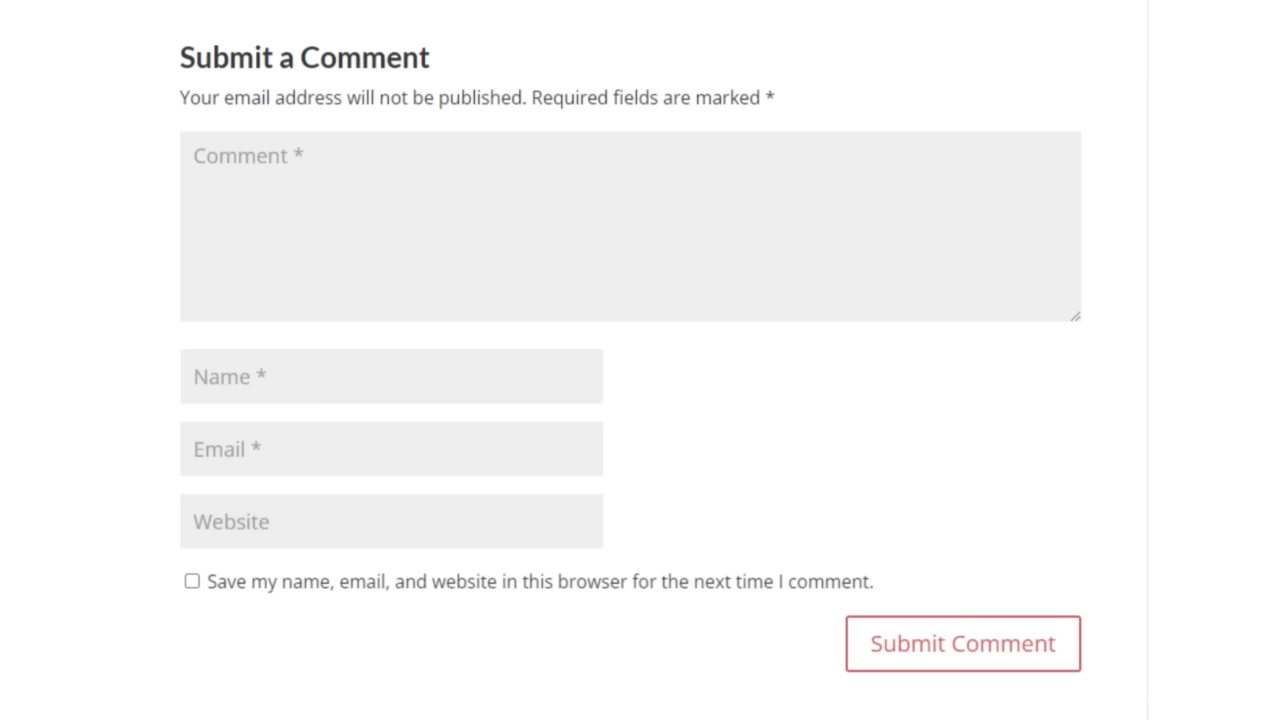 Submit a Comment
Your email address will not be published. Required fields are marked *
Comment *
Name *
Email *
Website
Save my name, email, and website in this browser for the next time I comment.
Submit Comment